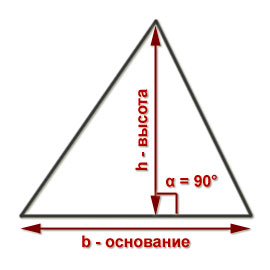 h - высота
α = 90°
b - основание